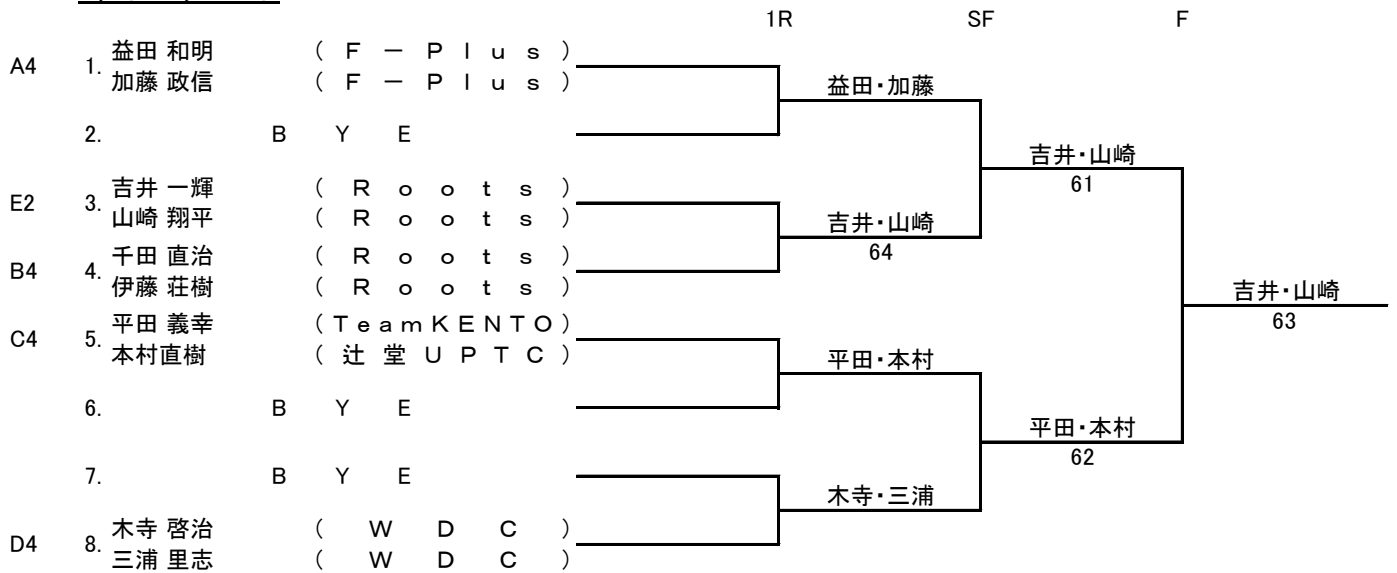 1R SF F
A4 1. 益田 和明 (F－Plus)
加藤 政信 (F－Plus)
益田・加藤
2. BYE
吉井・山崎
61
E2 3. 吉井 一輝 (Roots)
山崎 翔平 (Roots)
吉井・山崎
64
B4 4. 千田 直治 (Roots)
伊藤 荘樹 (Roots)
吉井・山崎
63
C4 5. 平田 義幸 (TeamKENTO)
本村直樹 (辻堂UPTC)
平田・本村
6. BYE
平田・本村
62
7. BYE
木寺・三浦
D4 8. 木寺 啓治 (WDC)
三浦 里志 (WDC)